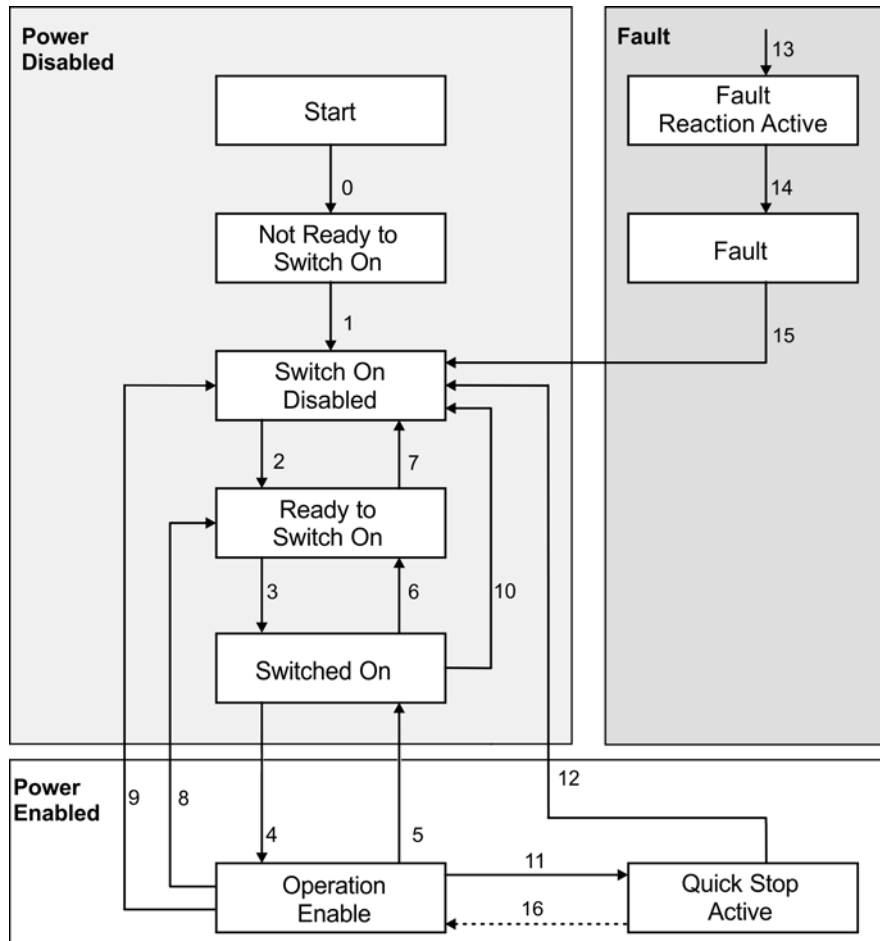 Power
Disabled
Start
0
Not Ready to
Switch On
1
Switch On
Disabled
2
7
Ready to
Switch On
3
6
10
Switched On
Fault
13
Fault
Reaction Active
14
Fault
15
Power
Enabled
9
8
4
5
12
Operation
Enable
11
16
Quick Stop
Active